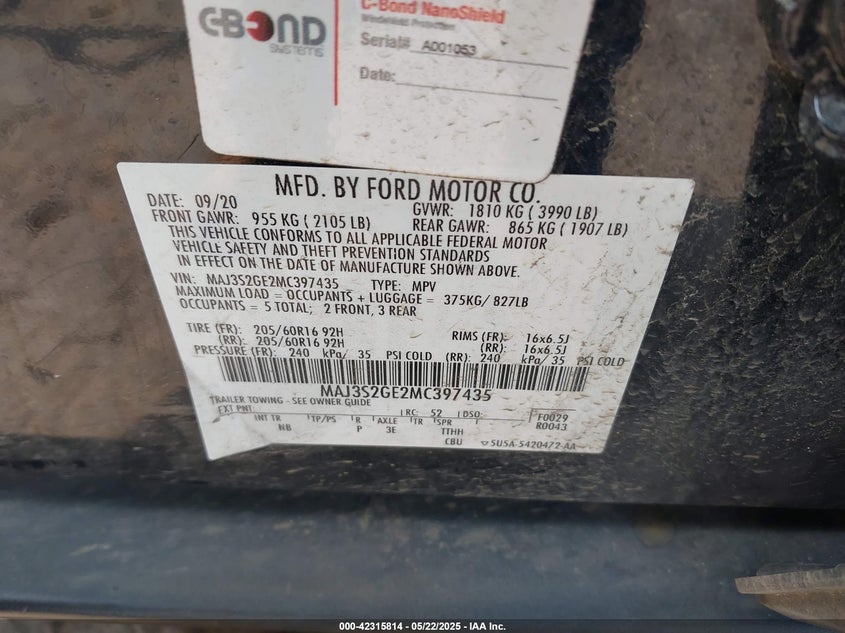 C-BOND
SYSTEMS
C-Bond NanoShield
Windshield Protection
Serial# A001053
Date:
MFD. BY FORD MOTOR CO.
DATE: 09/20 GVWR: 1810 KG ( 3990 LB)
FRONT GAWR: 955 KG ( 2105 LB) REAR GAWR: 865 KG ( 1907 LB)
THIS VEHICLE CONFORMS TO ALL APPLICABLE FEDERAL MOTOR
VEHICLE SAFETY AND THEFT PREVENTION STANDARDS
IN EFFECT ON THE DATE OF MANUFACTURE SHOWN ABOVE.
VIN: MAJ3S2GE2MC397435 TYPE: MPV
MAXIMUM LOAD = OCCUPANTS + LUGGAGE = 375KG/ 827LB
OCCUPANTS = 5 TOTAL; 2 FRONT, 3 REAR
TIRE (FR): 205/60R16 92H RIMS (FR): 16x6.5J
(RR): 205/60R16 92H (RR): 16x6.5J
PRESSURE (FR): 240 kPa/ 35 PSI COLD (RR): 240 kPa/ 35 PSI COLD
MAJ3S2GE2MC397435
TRAILER TOWING - SEE OWNER GUIDE
EXT PNT: RC: 52 DSO: F0029
INT TR TP/PS R AXLE TR SPR R0043
NB P 3E TTHH
CBU 5U5A-5420472-AA
000-42315814 - 05/22/2025 - IAA Inc.